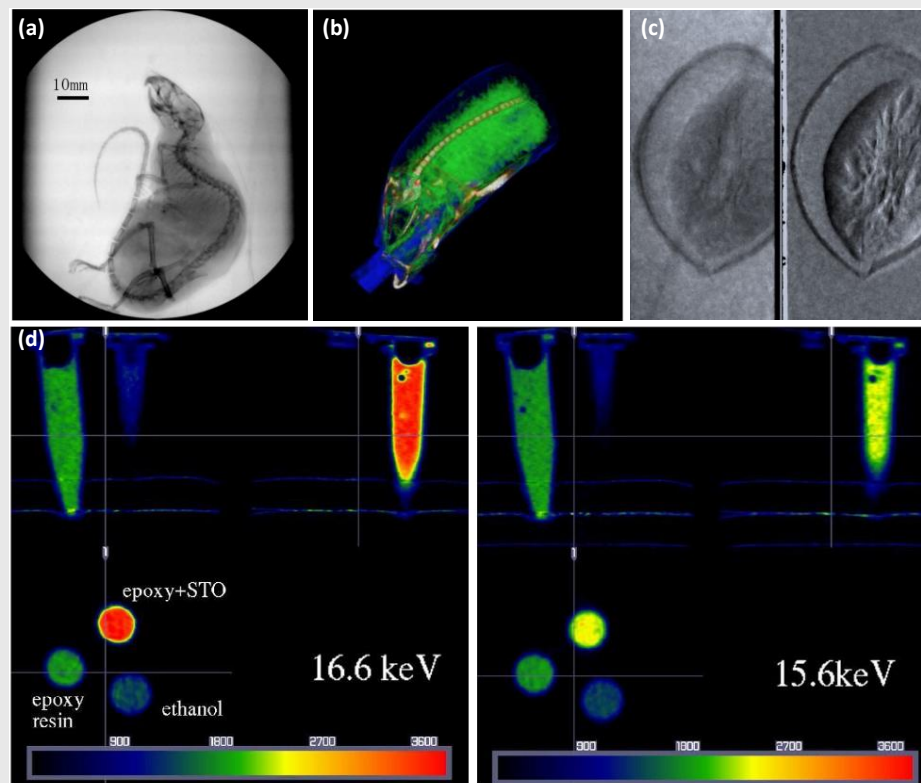 (a)
10mm
(b)
(c)
(d)
epoxy+STO
16.6 keV
epoxy
resin
ethanol
900 1800 2700 3600
15.6keV
900 1800 2700 3600